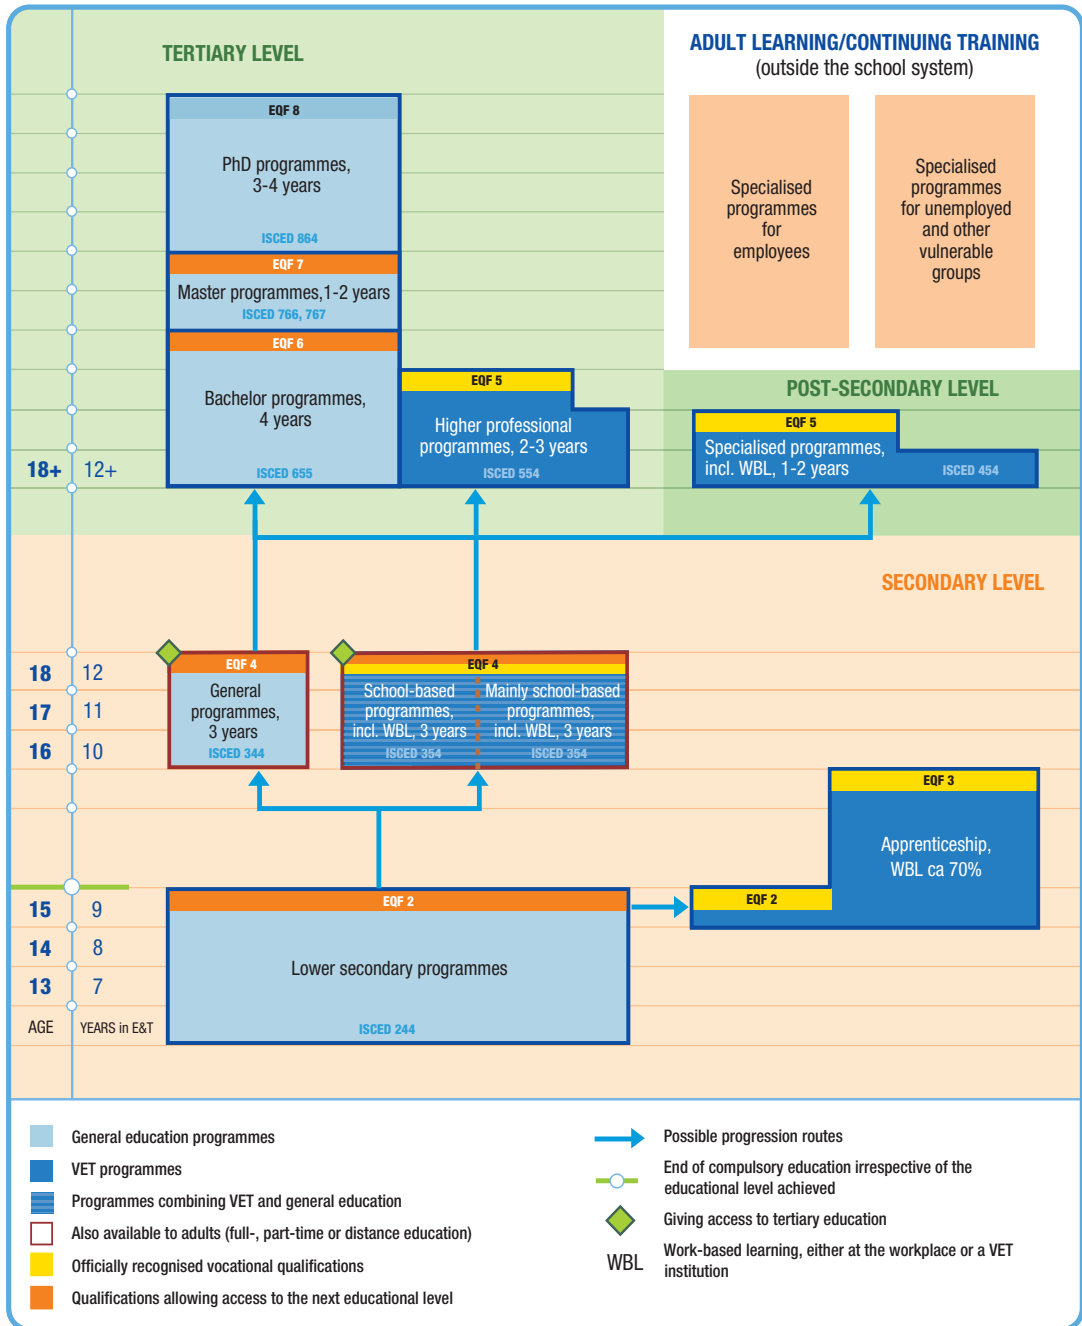 TERTIARY LEVEL
ADULT LEARNING/CONTINUING TRAINING
(outside the school system)
EQF 8
PhD programmes,
3-4 years
ISCED 864
Specialised
programmes
for
employees
Specialised
programmes
for unemployed
and other
vulnerable
groups
EQF 7
Master programmes,1-2 years
ISCED 766, 767
EQF 6
Bachelor programmes,
4 years
ISCED 655
EQF 5
Higher professional
programmes, 2-3 years
ISCED 554
POST-SECONDARY LEVEL
EQF 5
Specialised programmes,
incl. WBL, 1-2 years
ISCED 454
18+ 12+
SECONDARY LEVEL
18 12
17 11
16 10
EQF 4
General
programmes,
3 years
ISCED 344
EQF 4
School-based
programmes,
incl. WBL, 3 years
ISCED 354
Mainly school-based
programmes,
incl. WBL, 3 years
ISCED 354
EQF 3
Apprenticeship,
WBL ca 70%
EQF 2
15 9
14 8
13 7
AGE YEARS in E&T
EQF 2
Lower secondary programmes
ISCED 244
General education programmes
VET programmes
Programmes combining VET and general education
Also available to adults (full-, part-time or distance education)
Officially recognised vocational qualifications
Qualifications allowing access to the next educational level
Possible progression routes
End of compulsory education irrespective of the
educational level achieved
Giving access to tertiary education
WBL Work-based learning, either at the workplace or a VET
institution